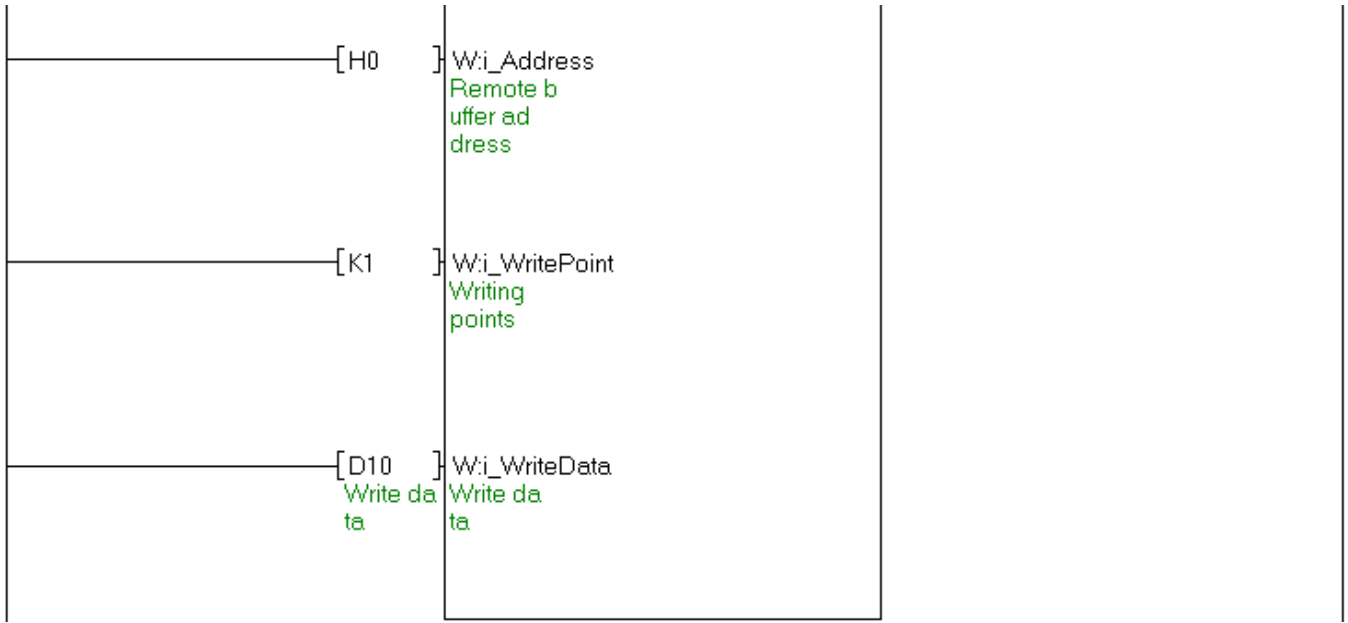 [H0 ] W:i_Address
Remote b
uffer ad
dress
[K1 ] W:i_WritePoint
Writing
points
[D10 ] W:i_WriteData
Write da Write da
ta ta